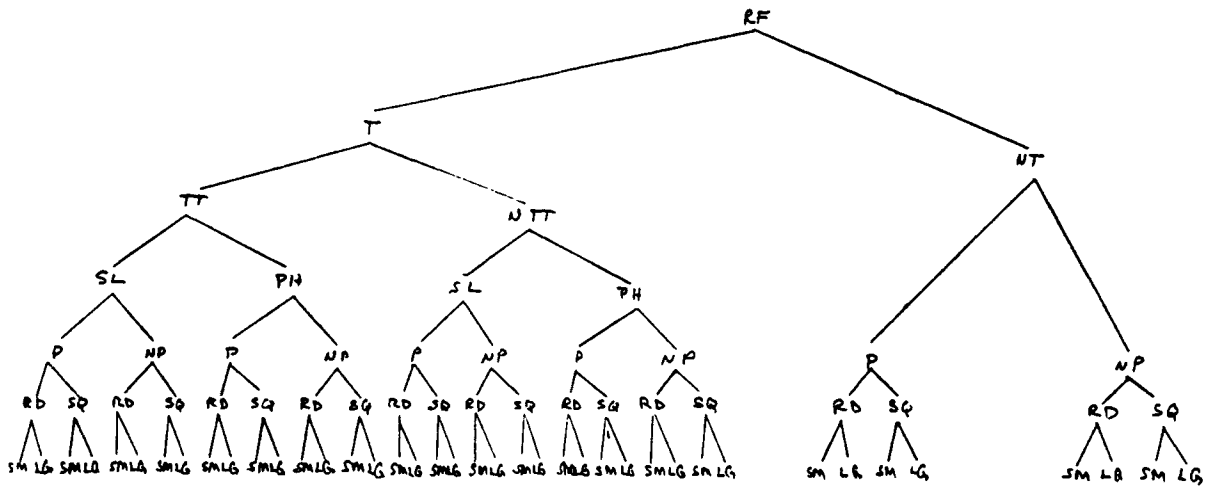 RF
T
NT
TT
NTT
SL PH SL PH
P NP P NP P NP P NP P NP
RD SQ RD SQ RD SQ RD SQ RD SQ RD SQ RD SQ RD SQ RD SQ RD SQ
SM LG SM LG SM LG SM LG SM LG SM LG SM LG SM LG SM LG SM LG SM LG SM LG SM LG SM LG SM LG SM LG SM LG SM LG SM LG SM LG